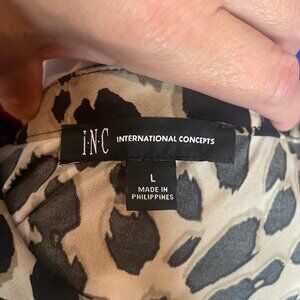 I·N·C INTERNATIONAL CONCEPTS
L
MADE IN
PHILIPPINES